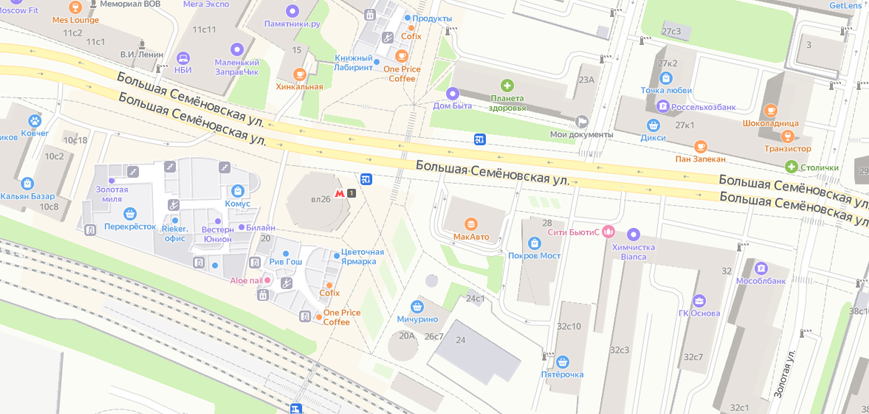 Moscow Fit
Mes Lounge
Мемориал ВОВ
Мега Экспо
11с2
11с1
В.И. Ленин
НБИ
Маленький
ЗаправЧик
Памятники.ру
15
Хинкальная
Книжный
Лабиринт
Продукты
Cofix
One Price
Coffee
GetLens
27с3
3
27к2
Точка любви
Россельхозбанк
23А
Планета
здоровья
Дом Быта
Мои документы
Дикси
27к1
Пан Запекан
Шоколадница
Транзистор
Столички
Большая Семёновская ул.
Большая Семёновская ул.
Большая Семёновская ул.
Большая Семёновская ул.
Большая Семёновская ул.
29
Ковчег
10с18
10с2
10с8
Кальян Базар
Золотая
миля
Перекрёсток
Rieker.
офис
Вестерн
Юнион
Комус
Билайн
20
Рив Гош
Aloe nail
Цветочная
Ярмарка
Cofix
One Price
Coffee
вл26
1
МакАвто
28
Покров Мост
Сити БьютиС
Химчистка
Bianca
32
Мособлбанк
ГК Основа
24с1
Мичурино
20А
26с7
24
32с10
Пятёрочка
32с3
32с7
Золотая ул.
38с10